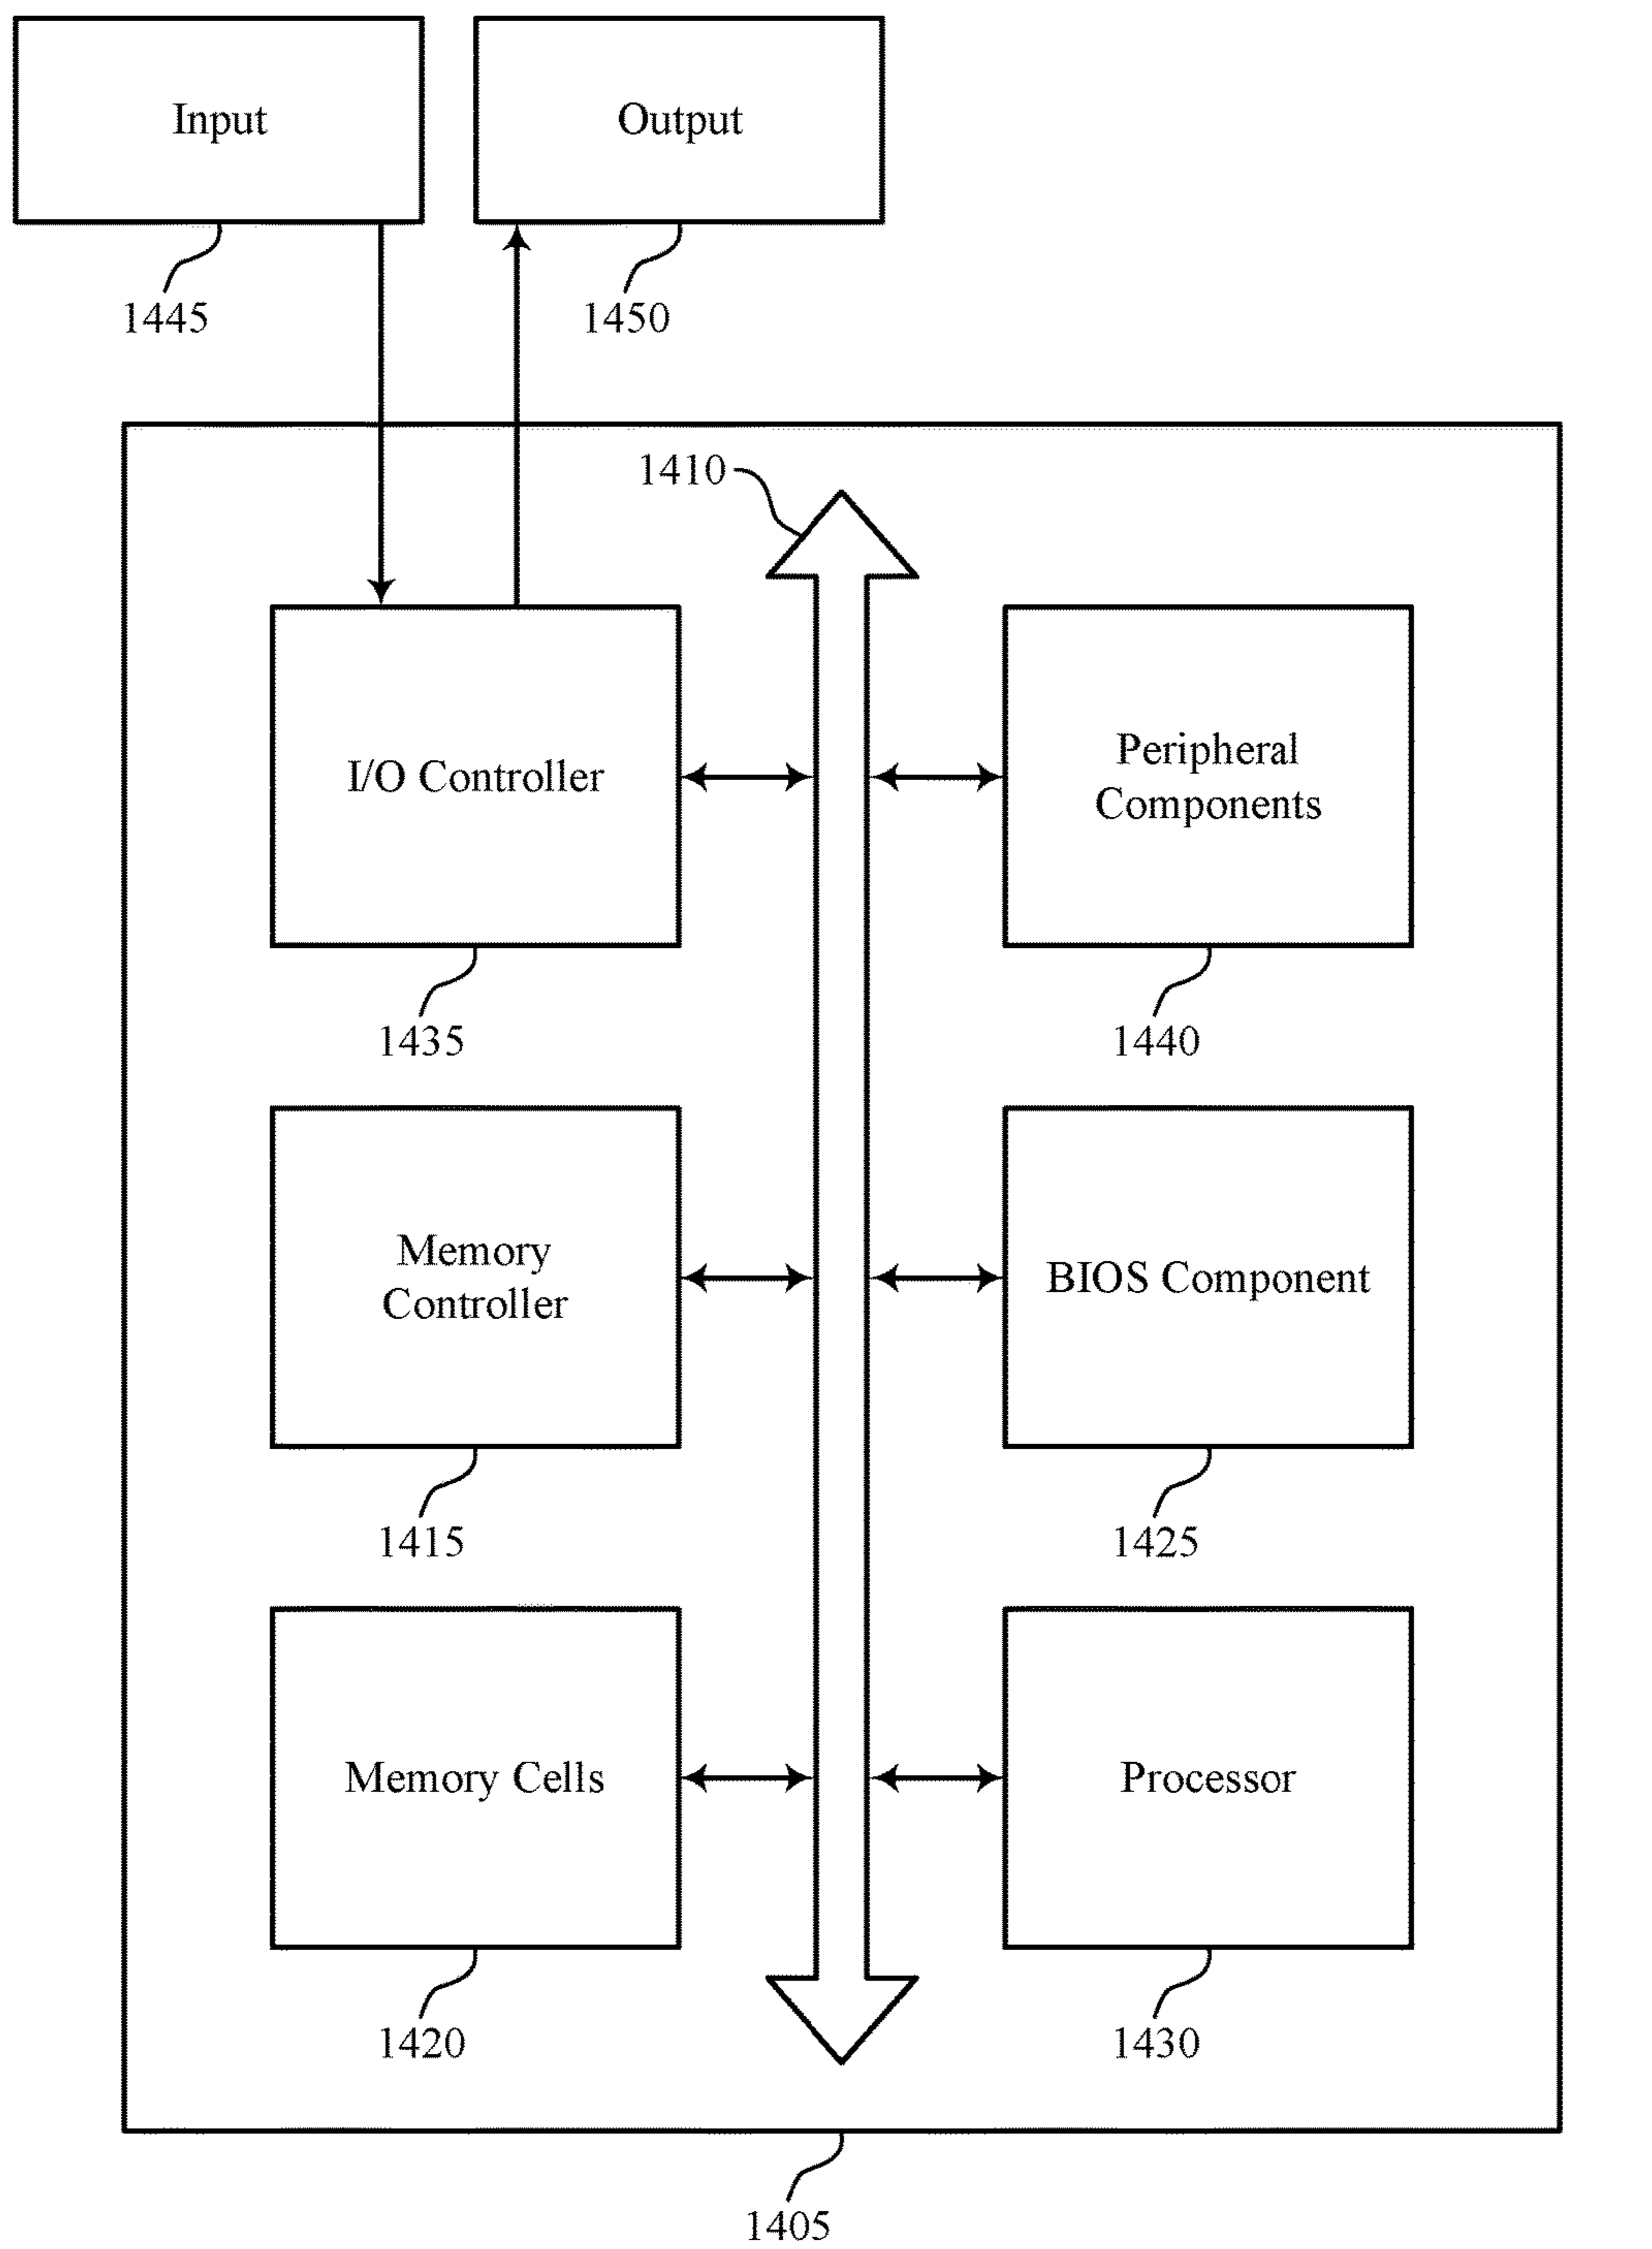 Input
Output
1445
1450
1410
I/O Controller
Peripheral
Components
1435
1440
Memory
Controller
BIOS Component
1415
1425
Memory Cells
Processor
1420
1430
1405